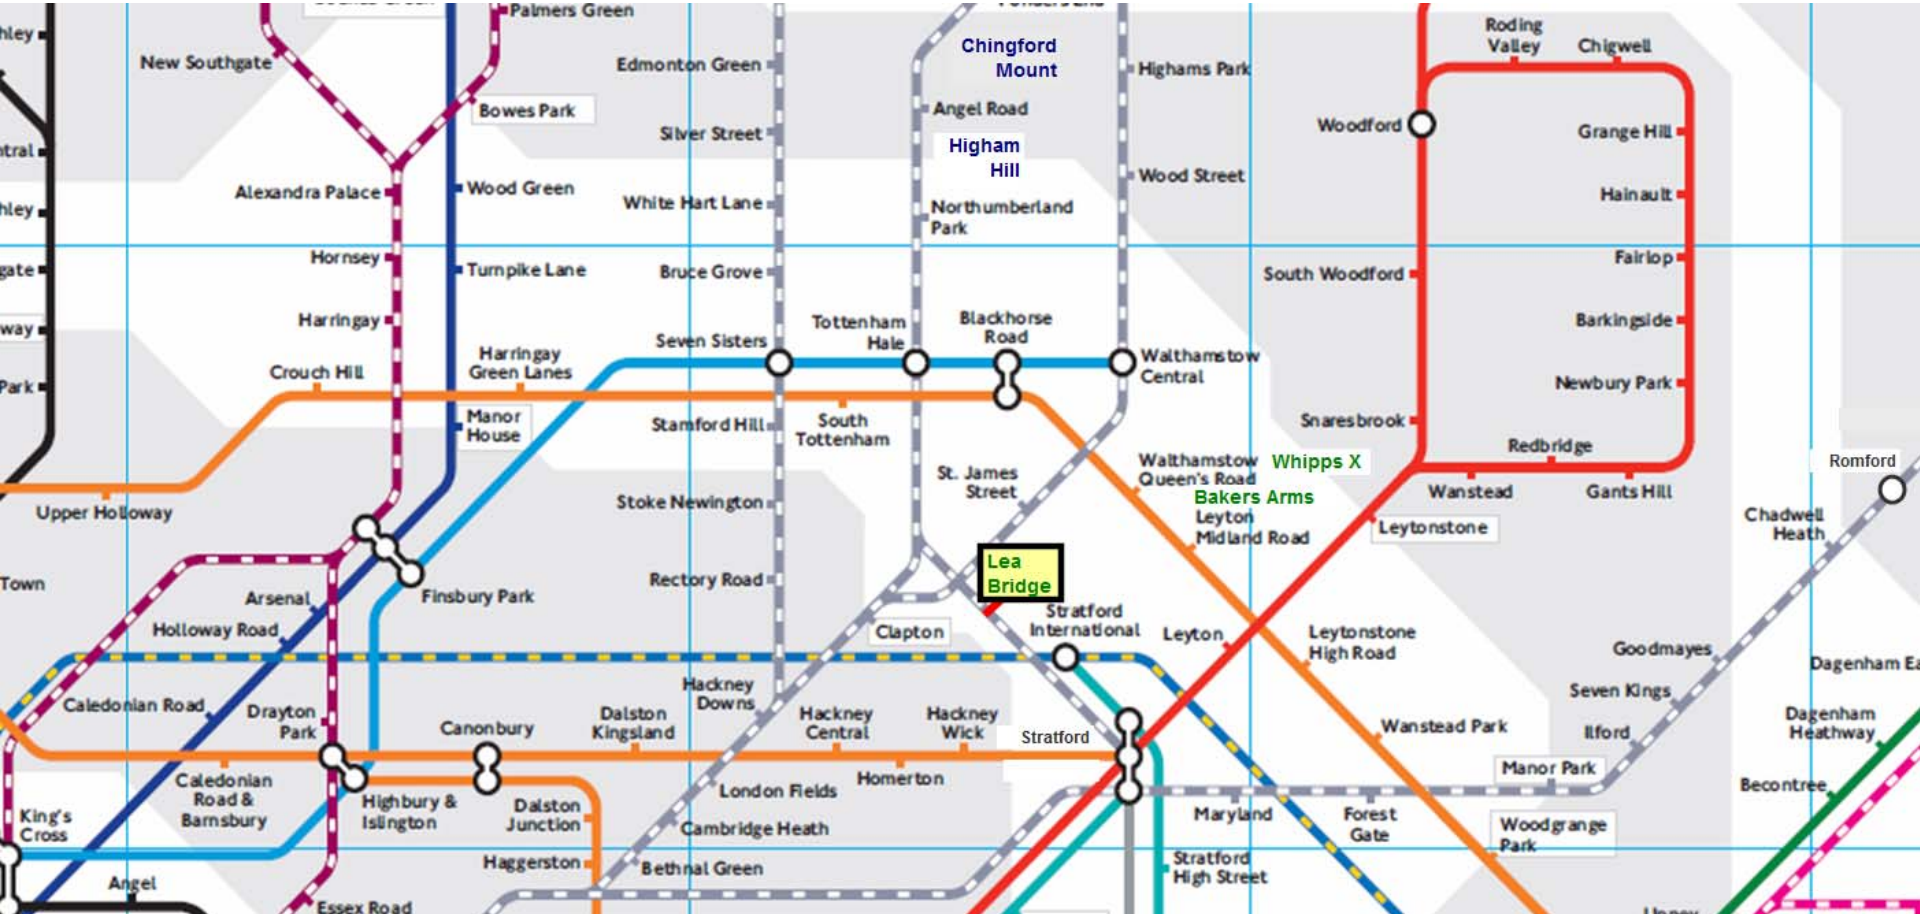 Palmers Green
New Southgate
Bowes Park
Edmonton Green
Silver Street
White Hart Lane
Bruce Grove
Chingford
Mount
Angel Road
Higham
Hill
Northumberland
Park
Highams Park
Wood Street
Roding
Valley
Chigwell
Woodford
Grange Hill
Hainault
Fairlop
Barkingside
Newbury Park
South Woodford
Snaresbrook
Redbridge
Wanstead
Gants Hill
Alexandra Palace
Wood Green
Hornsey
Turnpike Lane
Harringay
Crouch Hill
Harringay
Green Lanes
Manor
House
Park
Upper Holloway
Seven Sisters
Tottenham
Hale
Blackhorse
Road
Walthamstow
Central
Stamford Hill
South
Tottenham
St. James
Street
Walthamstow
Queen's Road
Whipps X
Bakers Arms
Leyton
Midland Road
Leytonstone
Romford
Chadwell
Heath
Stoke Newington
Rectory Road
Lea
Bridge
Clapton
Stratford
International
Leyton
Leytonstone
High Road
Goodmayes
Seven Kings
Ilford
Dagenham
Heathway
Becontree
Town
Arsenal
Finsbury Park
Holloway Road
Caledonian Road
Drayton
Park
Canonbury
Dalston
Kingsland
Hackney
Downs
Hackney
Central
Hackney
Wick
Stratford
Wanstead Park
Manor Park
Caledonian
Road &
Barnsbury
Highbury &
Islington
Dalston
Junction
London Fields
Homerton
Maryland
Forest
Gate
Woodgrange
Park
King's
Cross
Cambridge Heath
Haggerston
Bethnal Green
Stratford
High Street
Angel
Essex Road